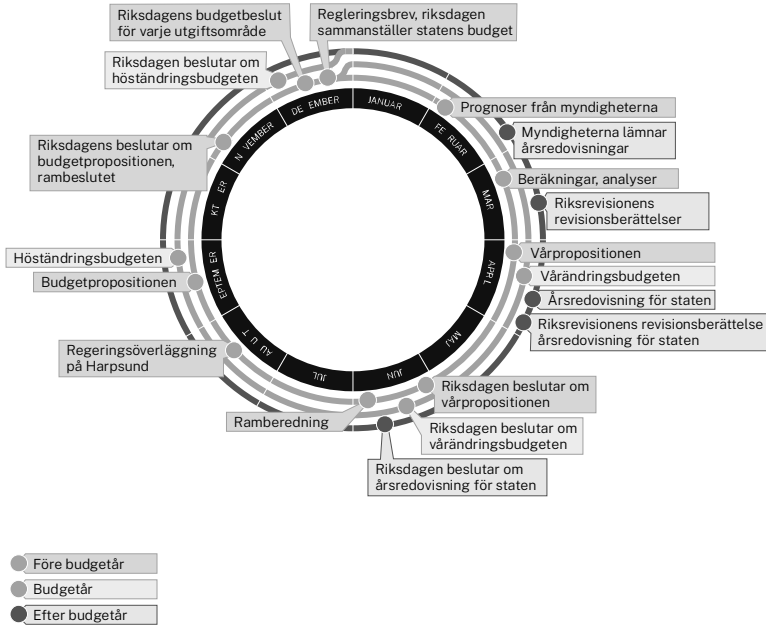 Riksdagens budgetbeslut
för varje utgiftsområde
Regleringsbrev, riksdagen
sammanställer statens budget
Riksdagen beslutar om
höständringsbudgeten
Riksdagens beslutar om
budgetpropositionen,
rambeslutet
Höständringsbudgeten
Budgetpropositionen
Regeringsöverläggning
på Harpsund
Ramberedning
Prognoser från myndigheterna
Myndigheterna lämnar
årsredovisningar
Beräkningar, analyser
Riksrevisionens
revisionsberättelser
Vårpropositionen
Vårändringsbudgeten
Årsredovisning för staten
Riksrevisionens revisionsberättelse
årsredovisning för staten
Riksdagen beslutar om
vårpropositionen
Riksdagen beslutar om
vårändringsbudgeten
Riksdagen beslutar om
årsredovisning för staten
JANUAR
FE RUAR
MAR
APR L
MAJ
JUN
JUL
AU U T
EPTEM ER
KT ER
N VEMBER
DE EMBER
Före budgetår
Budgetår
Efter budgetår